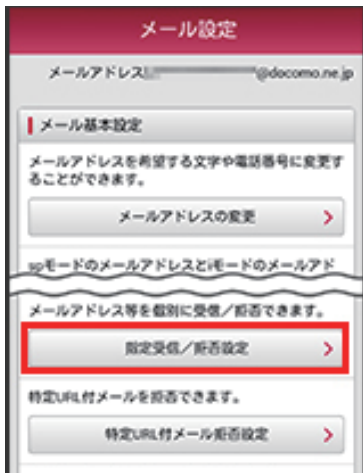 メール設定
メールアドレス
@docomo.ne.jp
メール基本設定
メールアドレスを希望する文字や電話番号に変更す
ることができます。
メールアドレスの変更
spモードのメールアドレスとiモードのメールアド
メールアドレス等を個別に受信／拒否できます。
指定受信／拒否設定
特定URL付メールを拒否できます。
特定URL付メール拒否設定